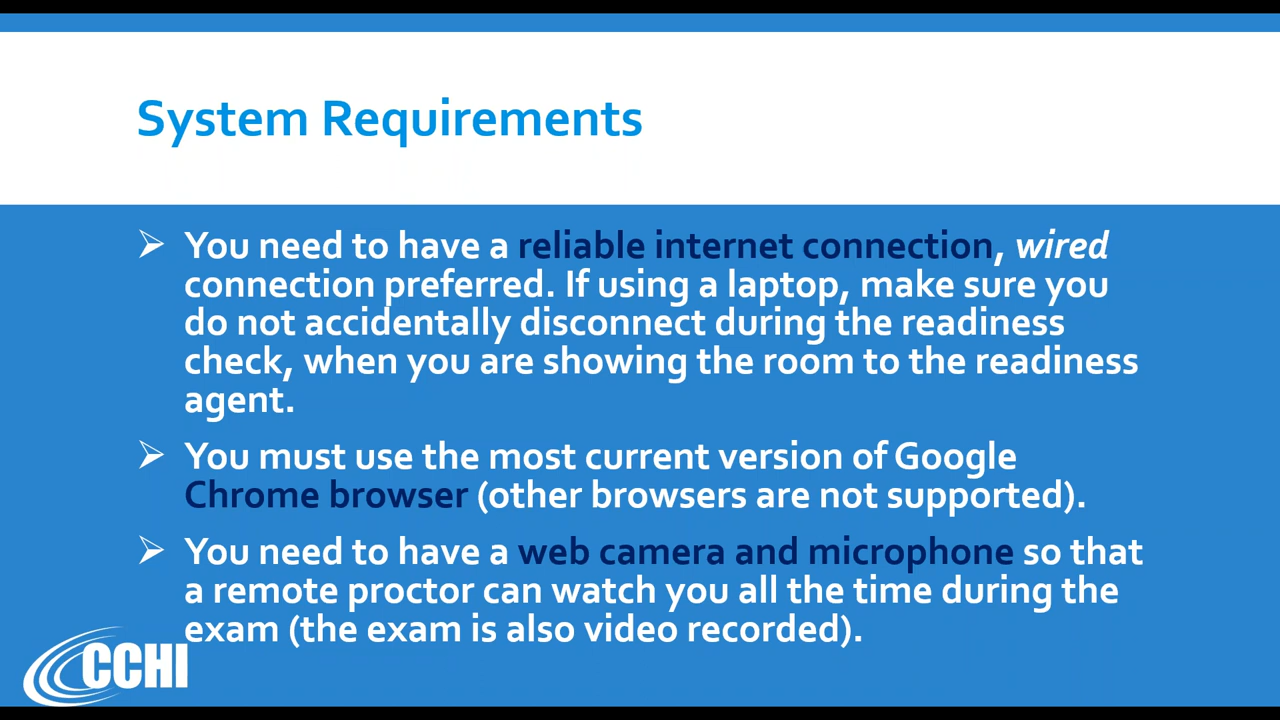 System Requirements
➢ You need to have a reliable internet connection, wired
connection preferred. If using a laptop, make sure you
do not accidentally disconnect during the readiness
check, when you are showing the room to the readiness
agent.
➢ You must use the most current version of Google
Chrome browser (other browsers are not supported).
➢ You need to have a web camera and microphone so that
a remote proctor can watch you all the time during the
exam (the exam is also video recorded).
CCHI